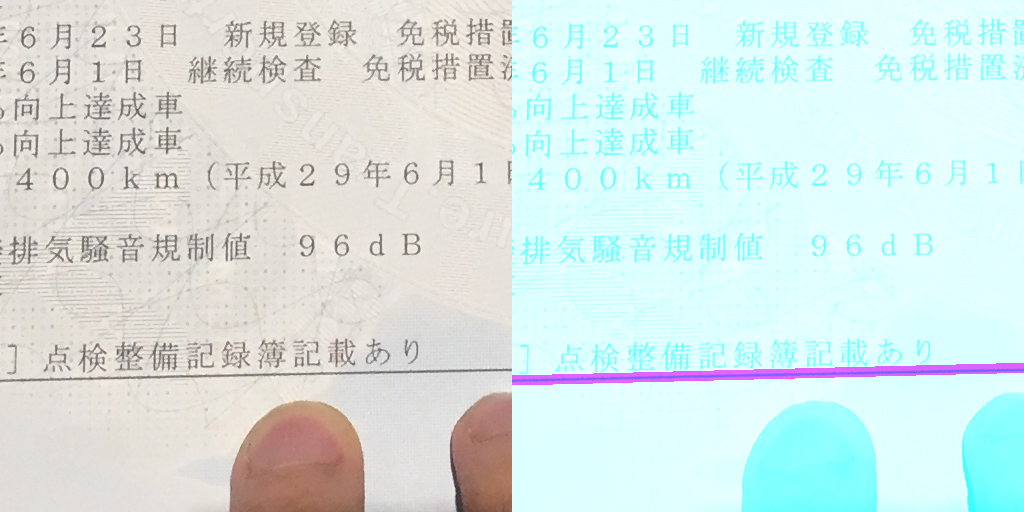 年6月23日　新規登録　免税措置
年6月1日　継続検査　免税措置済
向上達成車
向上達成車
400km（平成29年6月1日
排気騒音規制値　96dB
］点検整備記録簿記載あり
年6月23日　新規登録　免税措置
6月1日　継続検査　免税措置済
向上達成車
向上達成車
400km（平成29年6月1日
排気騒音規制値　96dB
］点検整備記録簿記載あり